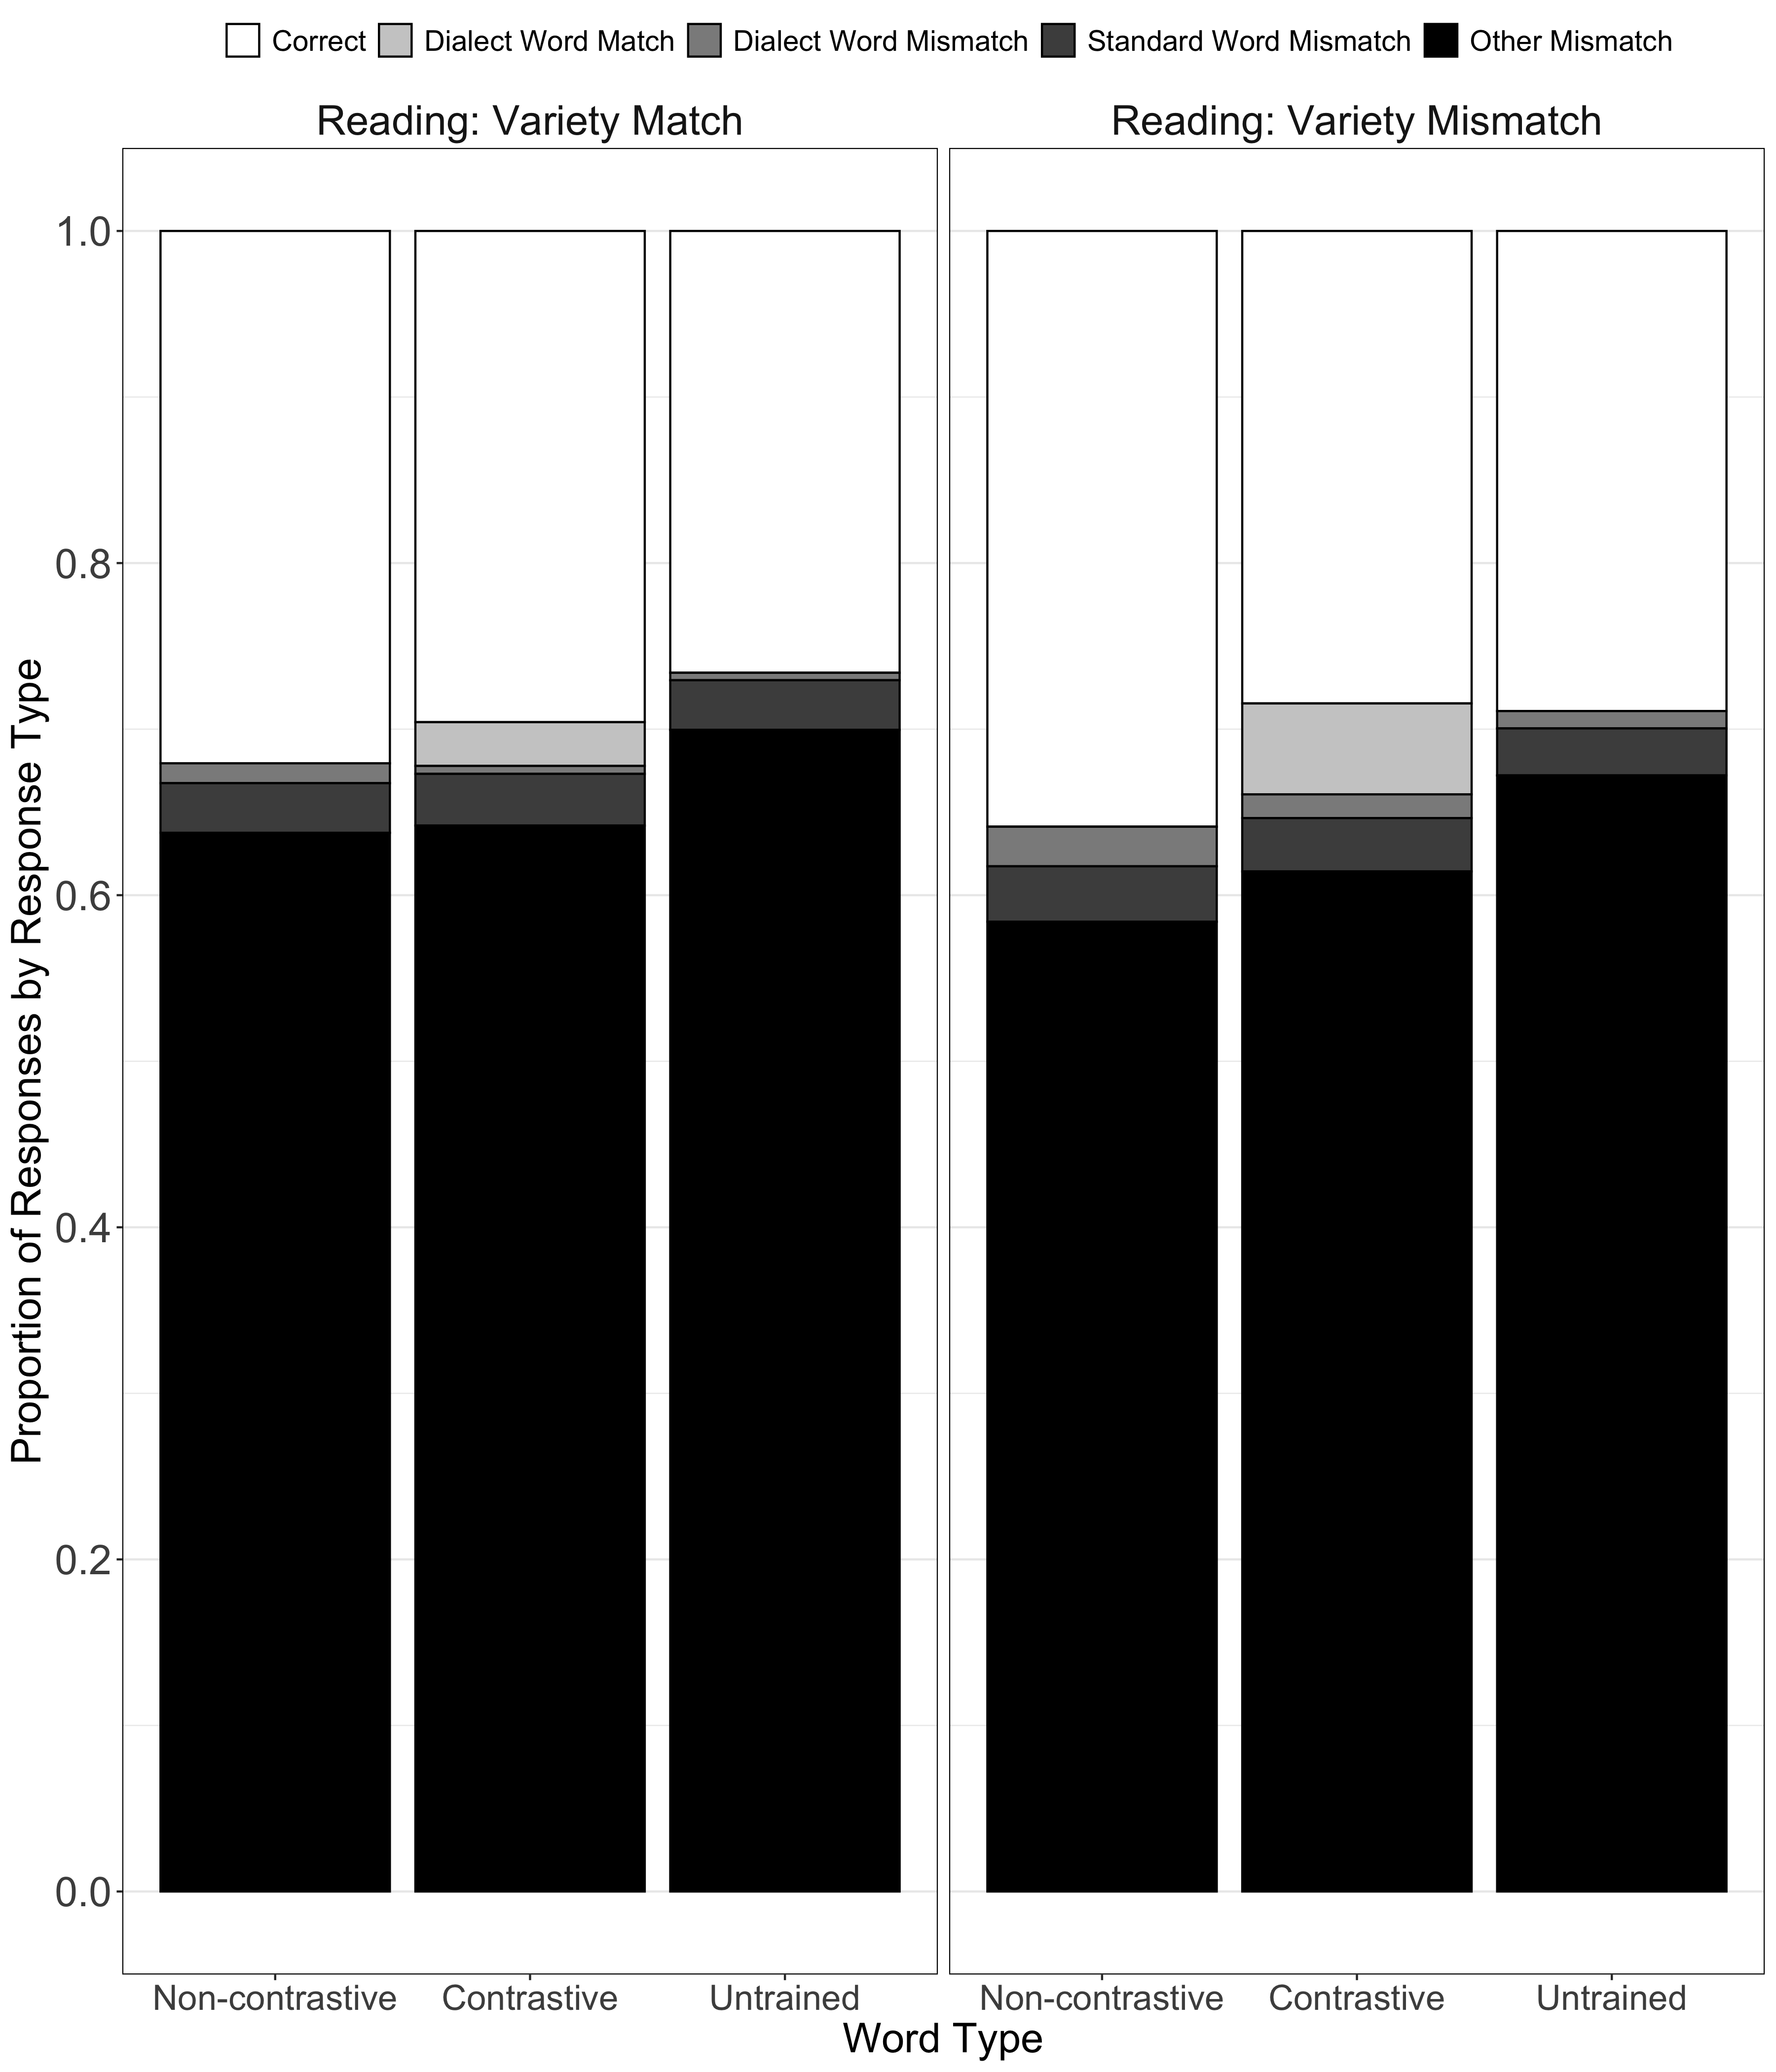 Correct Dialect Word Match Dialect Word Mismatch Standard Word Mismatch Other Mismatch
Reading: Variety Match
Reading: Variety Mismatch
Proportion of Responses by Response Type
1.0
0.8
0.6
0.4
0.2
0.0
Non-contrastive Contrastive Untrained
Non-contrastive Contrastive Untrained
Word Type